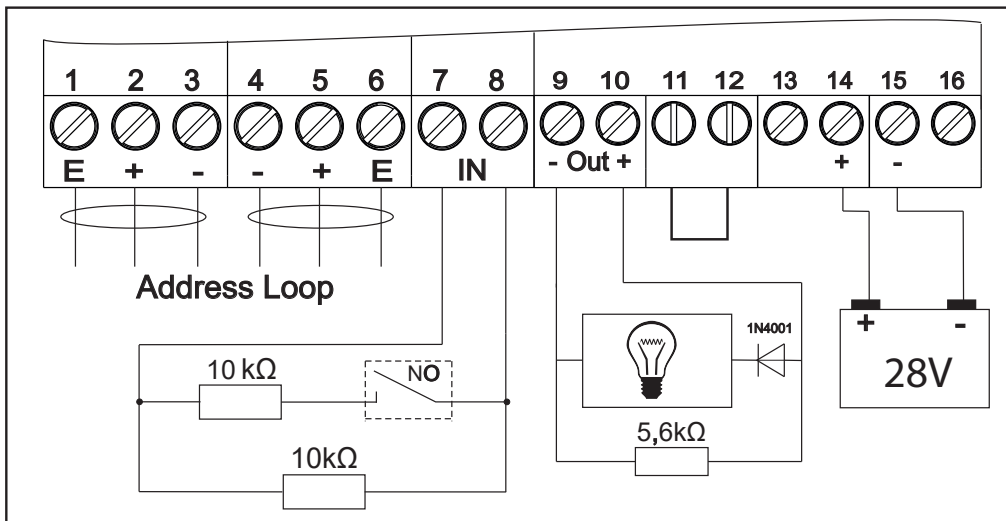 1 2 3 4 5 6 7 8 9 10 11 12 13 14 15 16
E + - - + E IN - Out + + -
Address Loop
1N4001
+ -
28V
10 kΩ
NO
5,6kΩ
10kΩ